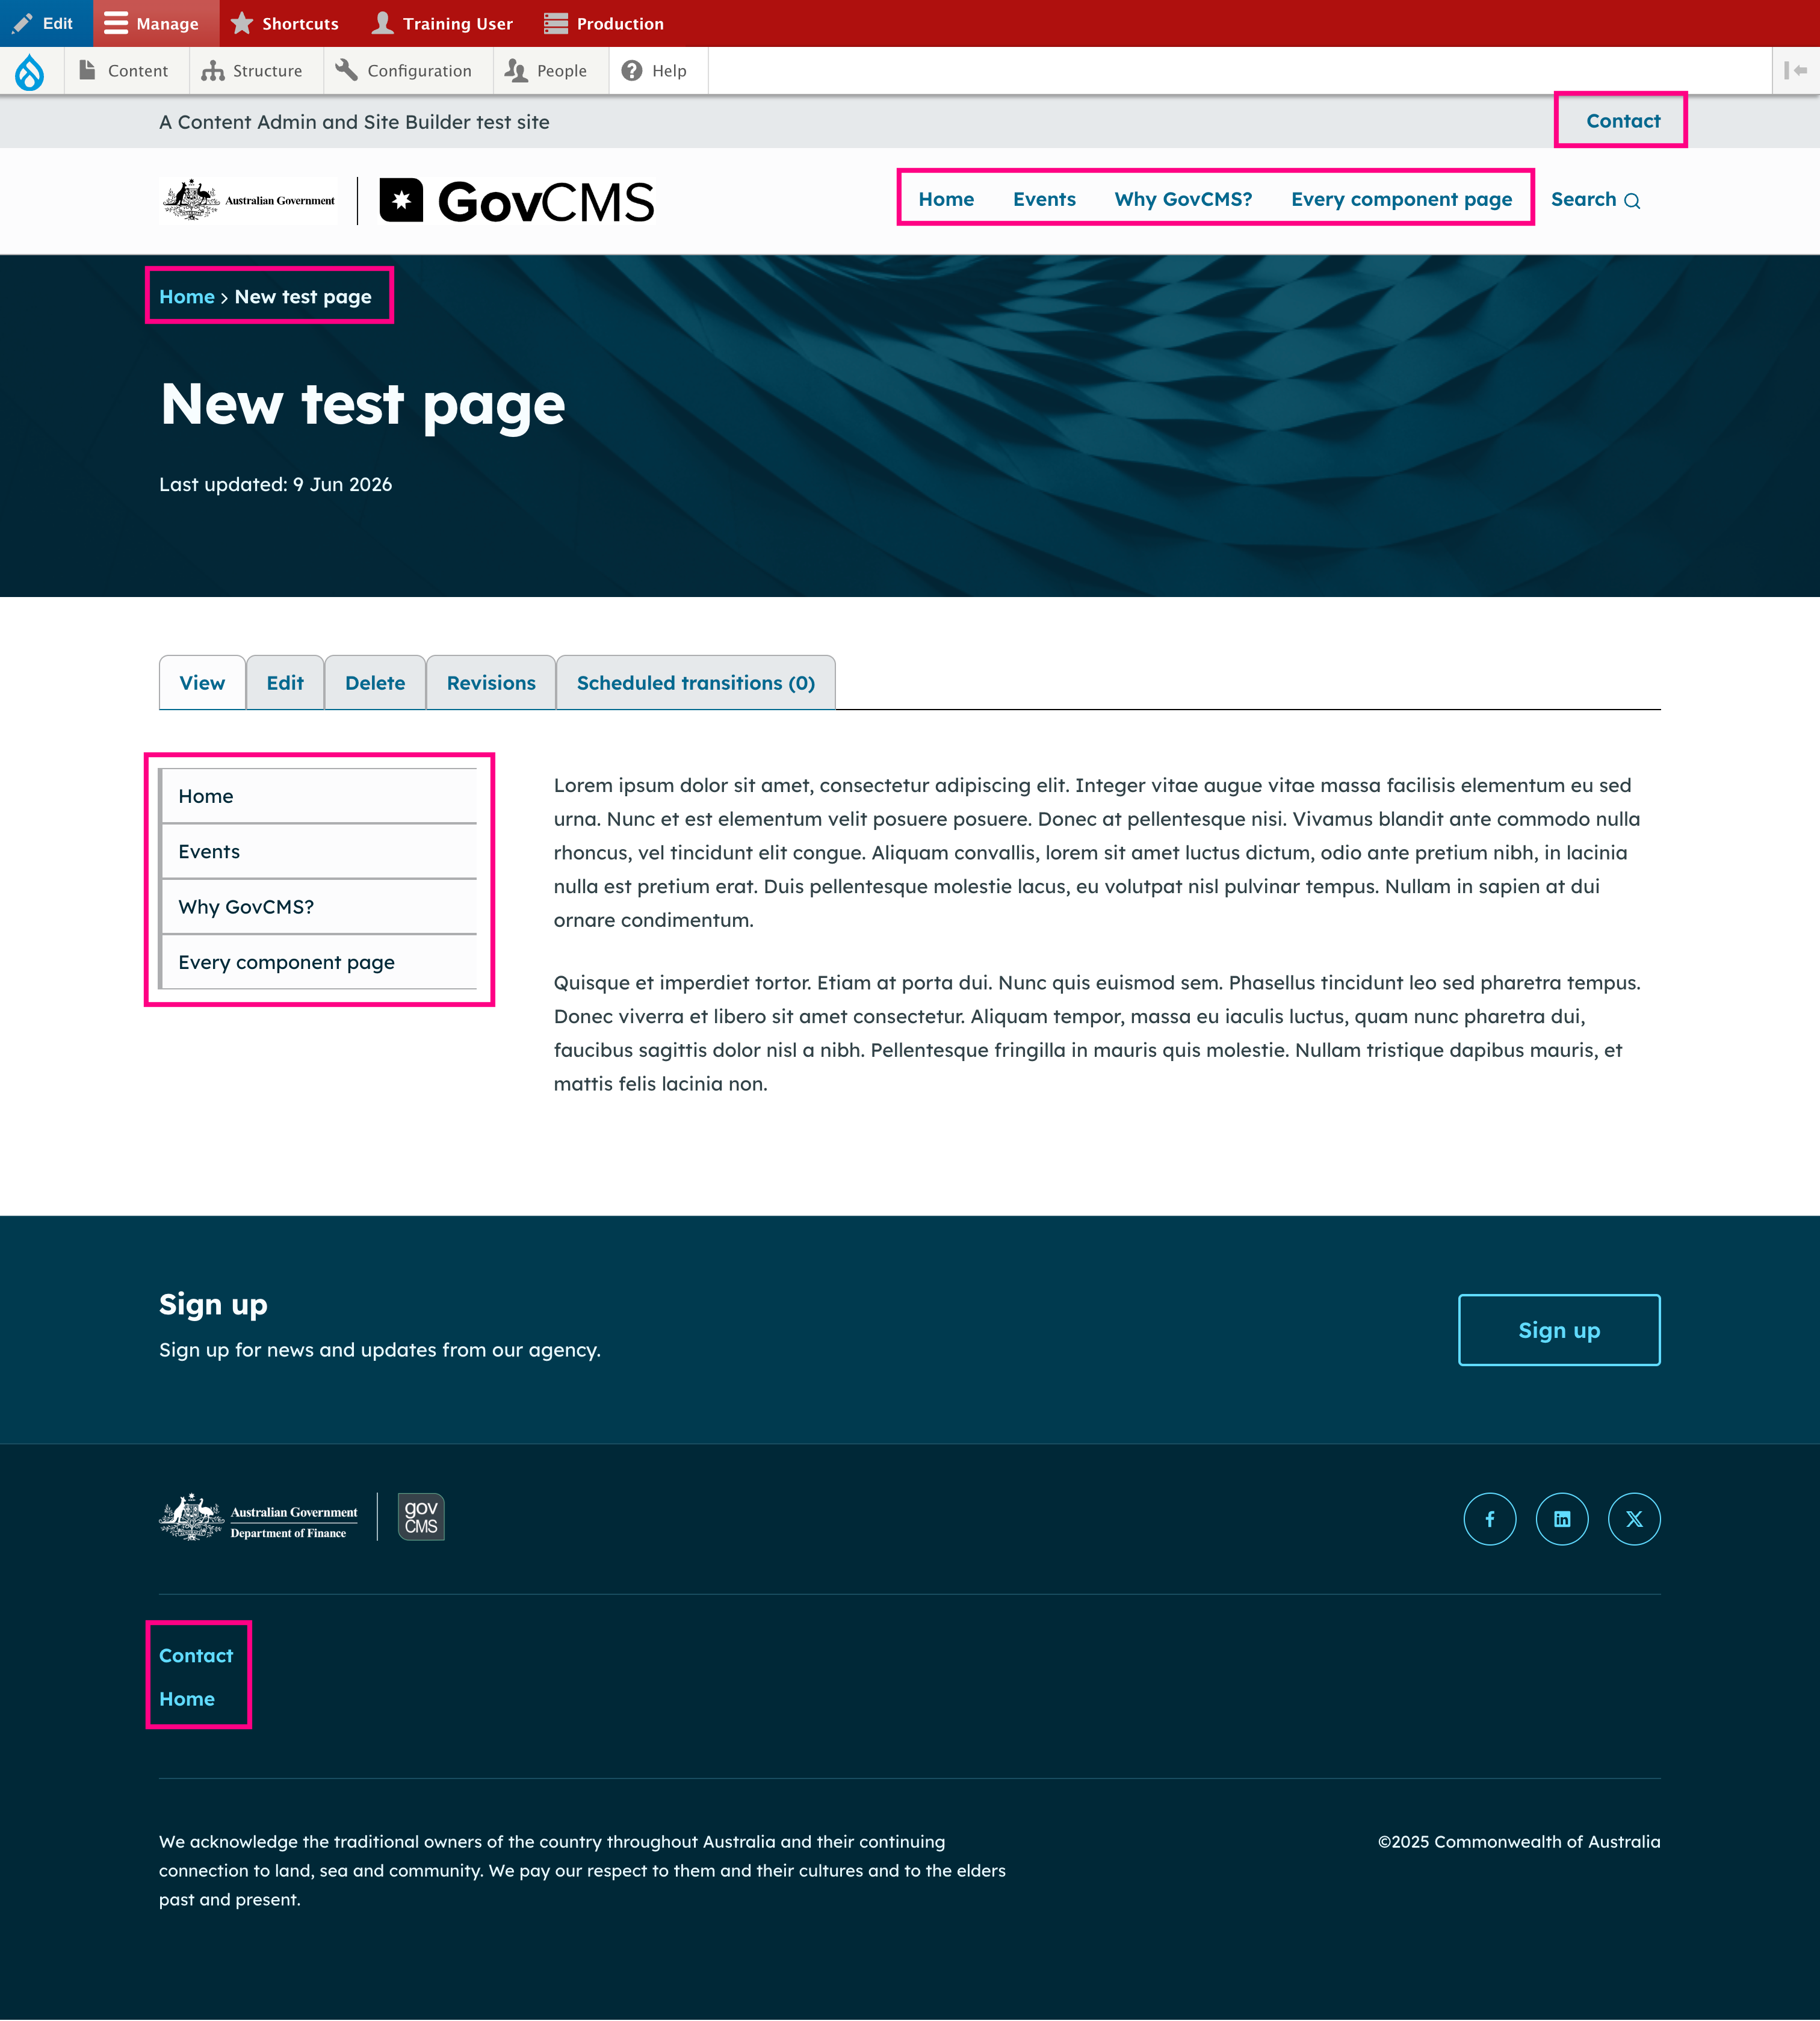 Edit Manage Shortcuts Training User Production
Content Structure Configuration People Help
A Content Admin and Site Builder test site Contact
Australian Government GovCMS Home Events Why GovCMS? Every component page Search
Home › New test page
New test page
Last updated: 9 Jun 2026
View Edit Delete Revisions Scheduled transitions (0)
Home
Events
Why GovCMS?
Every component page
Lorem ipsum dolor sit amet, consectetur adipiscing elit. Integer vitae augue vitae massa facilisis elementum eu sed
urna. Nunc et est elementum velit posuere posuere. Donec at pellentesque nisi. Vivamus blandit ante commodo nulla
rhoncus, vel tincidunt elit congue. Aliquam convallis, lorem sit amet luctus dictum, odio ante pretium nibh, in lacinia
nulla est pretium erat. Duis pellentesque molestie lacus, eu volutpat nisl pulvinar tempus. Nullam in sapien at dui
ornare condimentum.
Quisque et imperdiet tortor. Etiam at porta dui. Nunc quis euismod sem. Phasellus tincidunt leo sed pharetra tempus.
Donec viverra et libero sit amet consectetur. Aliquam tempor, massa eu iaculis luctus, quam nunc pharetra dui,
faucibus sagittis dolor nisl a nibh. Pellentesque fringilla in mauris quis molestie. Nullam tristique dapibus mauris, et
mattis felis lacinia non.
Sign up
Sign up for news and updates from our agency.
Sign up
Australian Government
Department of Finance
gov
CMS
Contact
Home
We acknowledge the traditional owners of the country throughout Australia and their continuing
connection to land, sea and community. We pay our respect to them and their cultures and to the elders
past and present.
©2025 Commonwealth of Australia